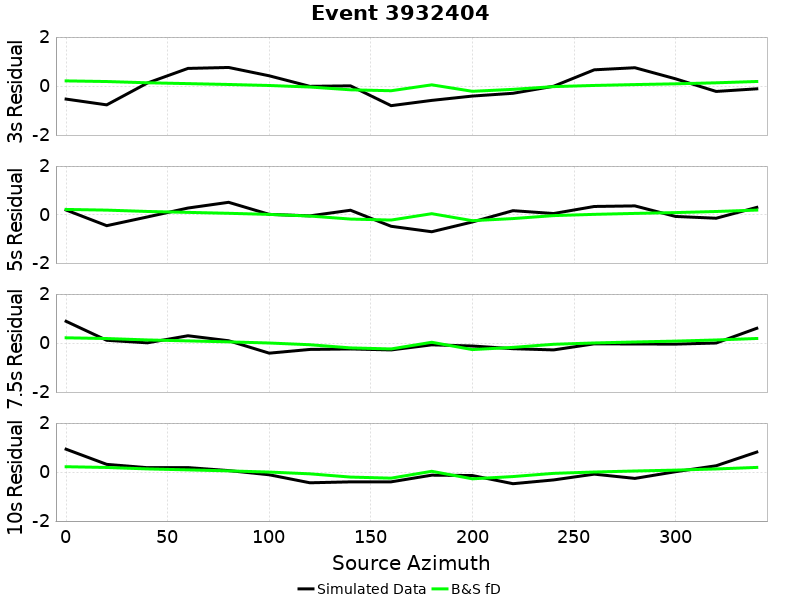 Event 3932404
3s Residual
2
0
-2
5s Residual
2
0
-2
7.5s Residual
2
0
-2
10s Residual
2
0
-2
0 50 100 150 200 250 300
Source Azimuth
Simulated Data B&S fD